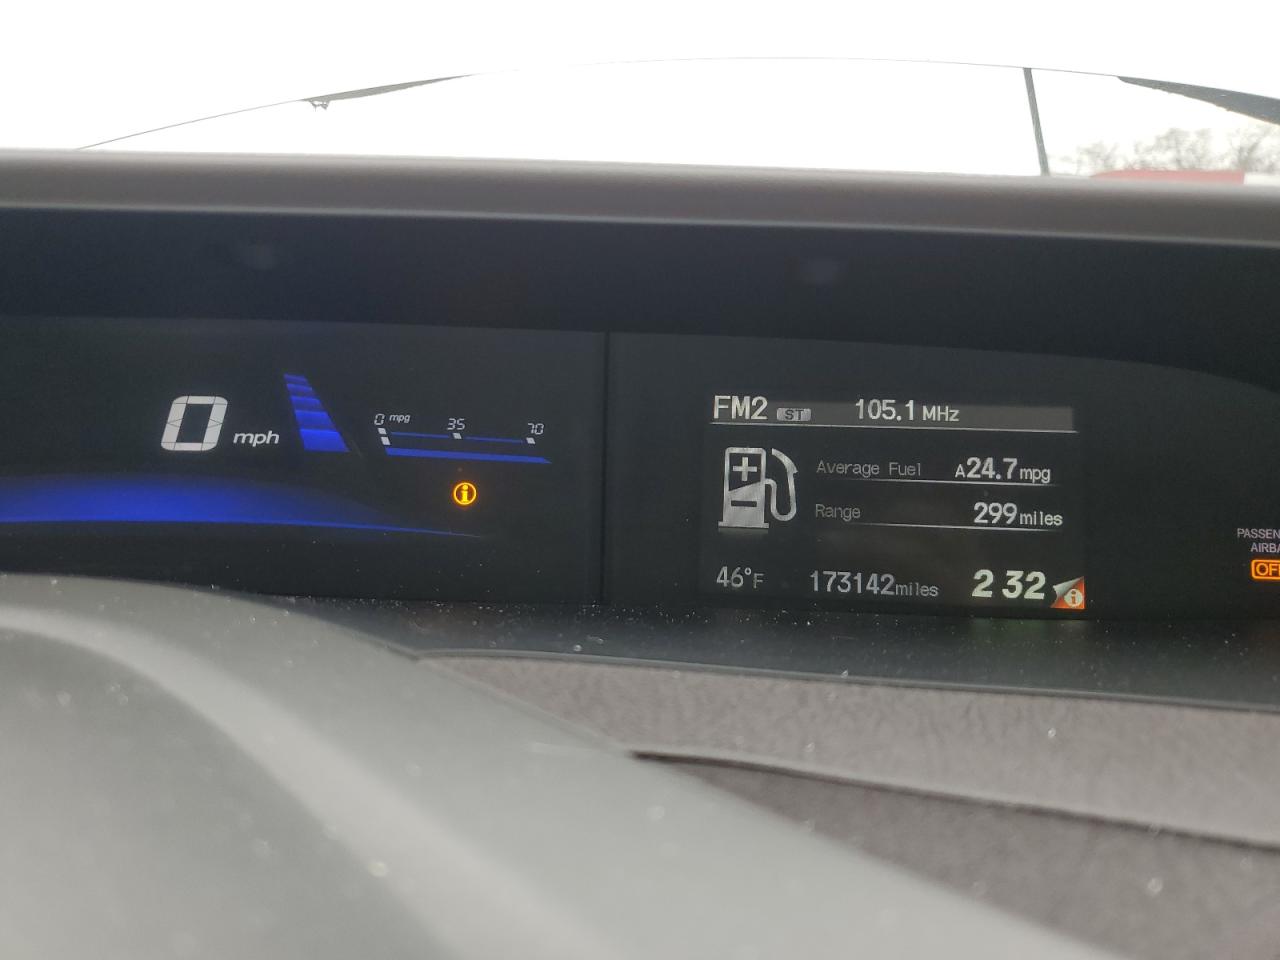 0 mph
0 mpg 35 70
FM2 ST 105.1 MHz
Average Fuel A24.7 mpg
Range 299 miles
46°F 173142 miles 2 32
PASSEN
AIRBA
OFF